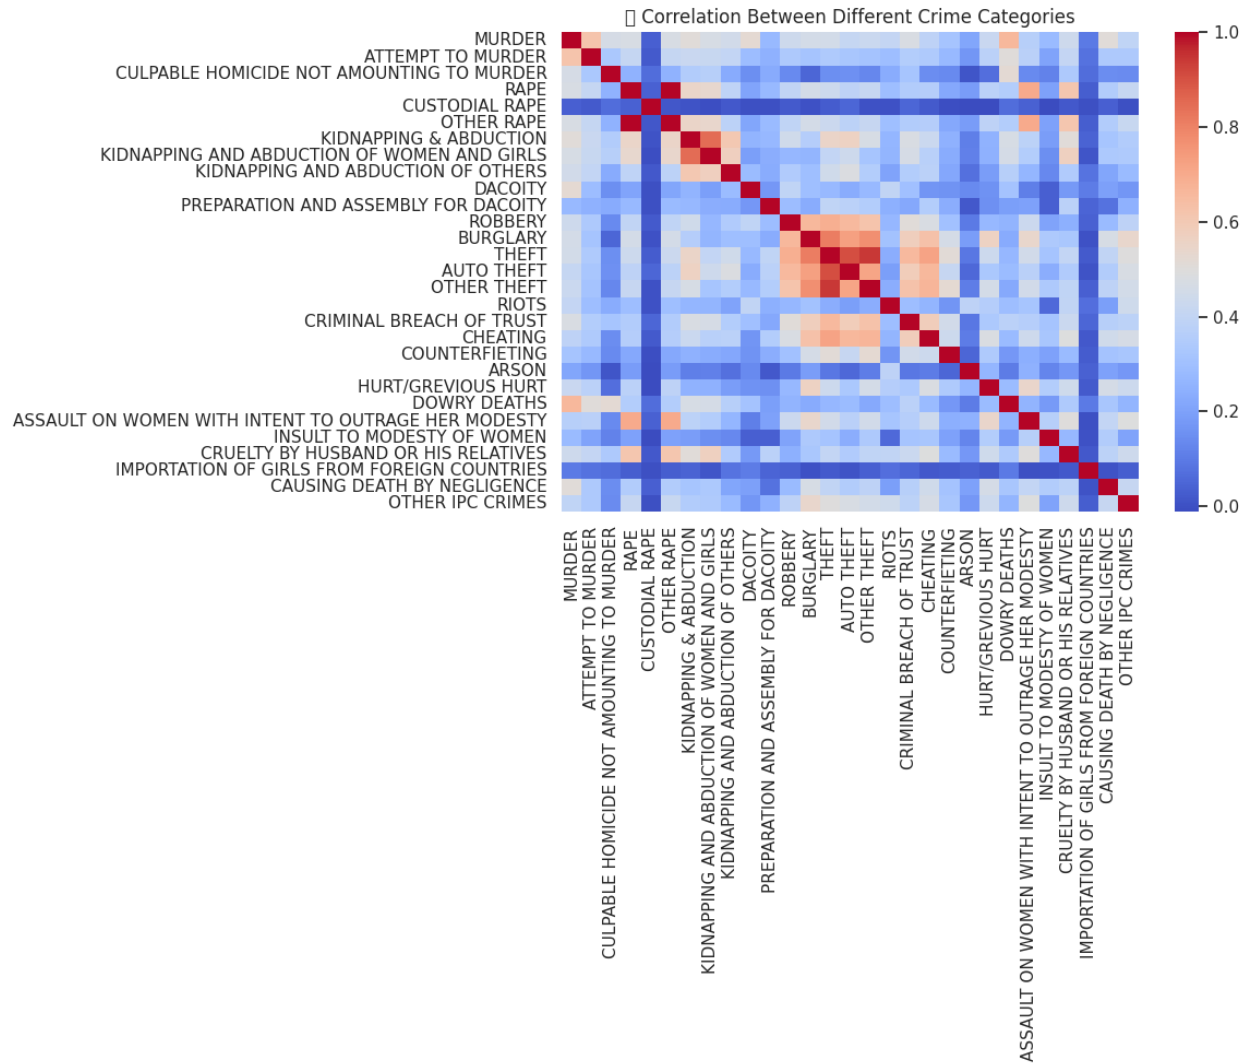 Correlation Between Different Crime Categories
MURDER
ATTEMPT TO MURDER
CULPABLE HOMICIDE NOT AMOUNTING TO MURDER
RAPE
CUSTODIAL RAPE
OTHER RAPE
KIDNAPPING & ABDUCTION
KIDNAPPING AND ABDUCTION OF WOMEN AND GIRLS
KIDNAPPING AND ABDUCTION OF OTHERS
DACOITY
PREPARATION AND ASSEMBLY FOR DACOITY
ROBBERY
BURGLARY
THEFT
AUTO THEFT
OTHER THEFT
RIOTS
CRIMINAL BREACH OF TRUST
CHEATING
COUNTERFIETING
ARSON
HURT/GREVIOUS HURT
DOWRY DEATHS
ASSAULT ON WOMEN WITH INTENT TO OUTRAGE HER MODESTY
INSULT TO MODESTY OF WOMEN
CRUELTY BY HUSBAND OR HIS RELATIVES
IMPORTATION OF GIRLS FROM FOREIGN COUNTRIES
CAUSING DEATH BY NEGLIGENCE
OTHER IPC CRIMES
MURDER
ATTEMPT TO MURDER
CULPABLE HOMICIDE NOT AMOUNTING TO MURDER
RAPE
CUSTODIAL RAPE
OTHER RAPE
KIDNAPPING & ABDUCTION
KIDNAPPING AND ABDUCTION OF WOMEN AND GIRLS
KIDNAPPING AND ABDUCTION OF OTHERS
DACOITY
PREPARATION AND ASSEMBLY FOR DACOITY
ROBBERY
BURGLARY
THEFT
AUTO THEFT
OTHER THEFT
RIOTS
CRIMINAL BREACH OF TRUST
CHEATING
COUNTERFIETING
ARSON
HURT/GREVIOUS HURT
DOWRY DEATHS
ASSAULT ON WOMEN WITH INTENT TO OUTRAGE HER MODESTY
INSULT TO MODESTY OF WOMEN
CRUELTY BY HUSBAND OR HIS RELATIVES
IMPORTATION OF GIRLS FROM FOREIGN COUNTRIES
CAUSING DEATH BY NEGLIGENCE
OTHER IPC CRIMES
1.0
0.8
0.6
0.4
0.2
0.0